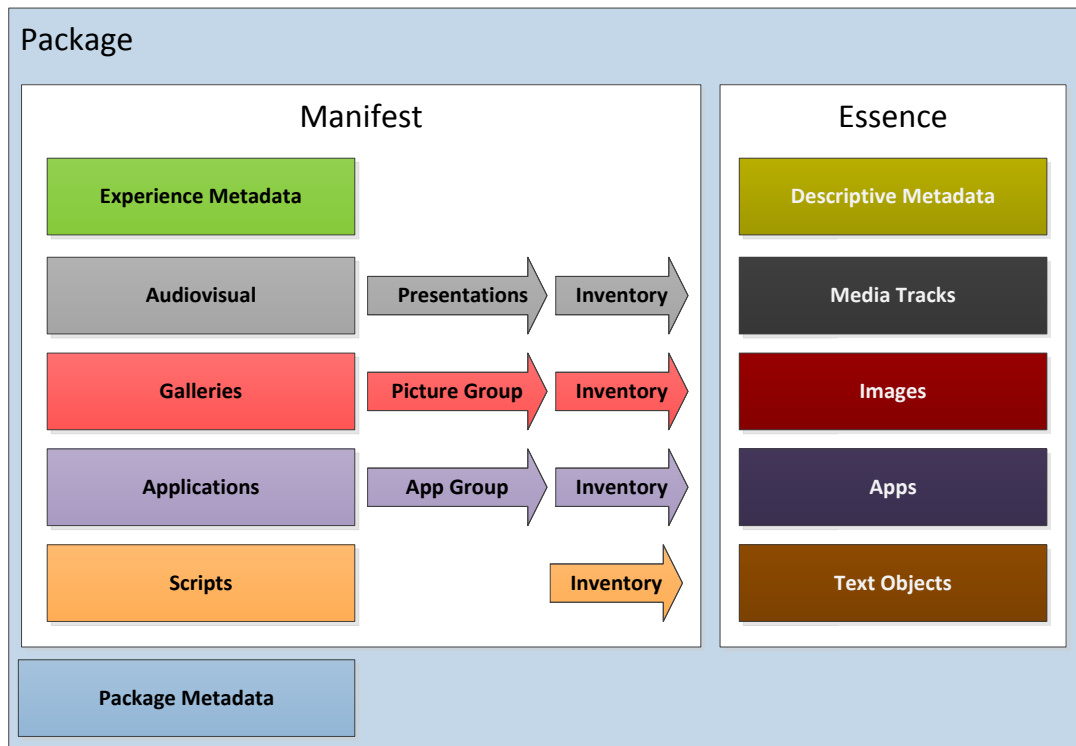 Package
Manifest
Essence
Experience Metadata
Descriptive Metadata
Audiovisual
Presentations
Inventory
Media Tracks
Galleries
Picture Group
Inventory
Images
Applications
App Group
Inventory
Apps
Scripts
Inventory
Text Objects
Package Metadata